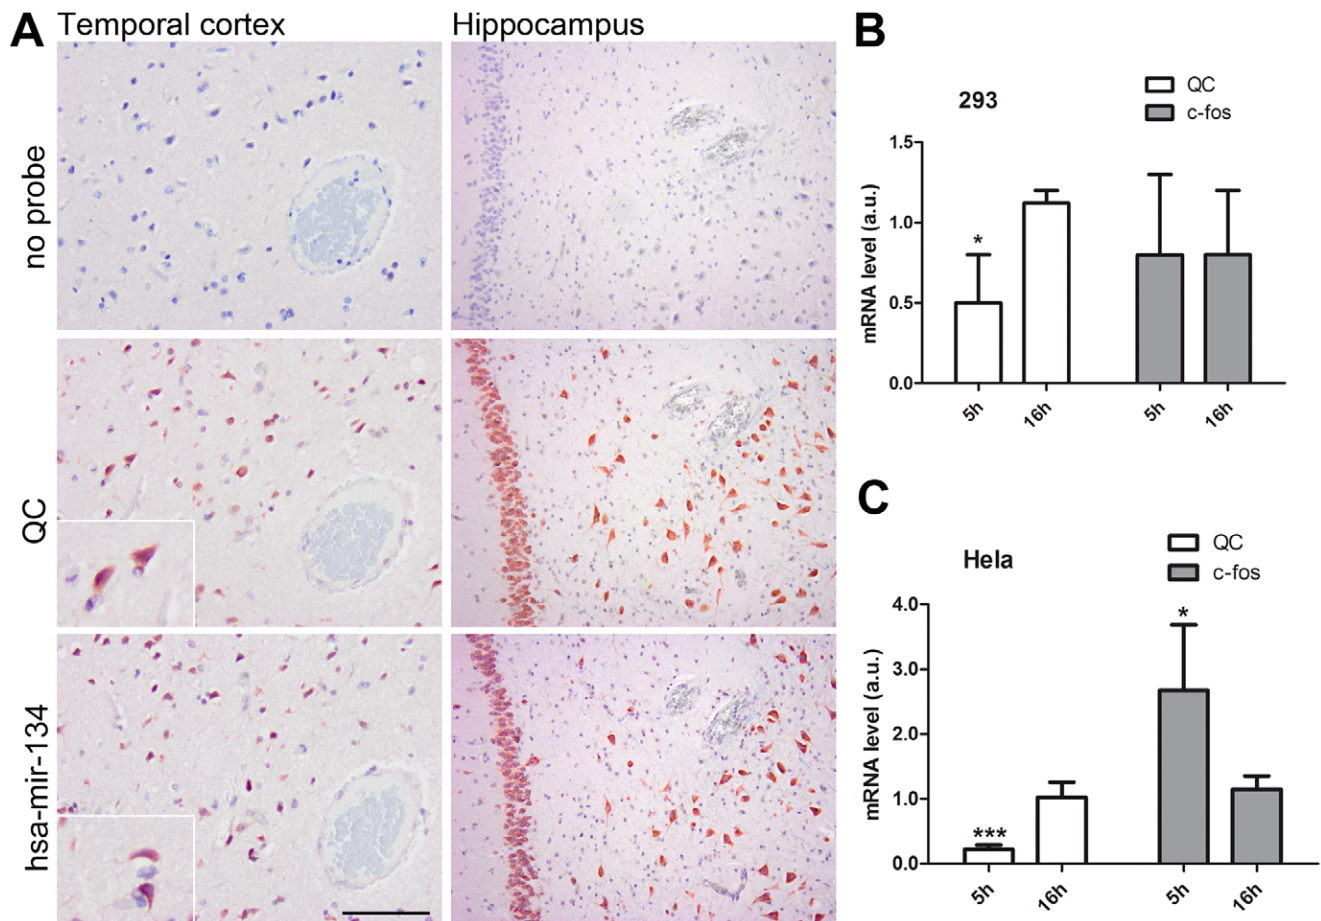 A
Temporal cortex
Hippocampus
no probe
QC
hsa-mir-134
B
293
QC
c-fos
mRNA level (a.u.)
1.5
1.0
0.5
0.0
*
5h
16h
5h
16h
C
Hela
QC
c-fos
mRNA level (a.u.)
4.0
3.0
2.0
1.0
0.0
***
*
5h
16h
5h
16h